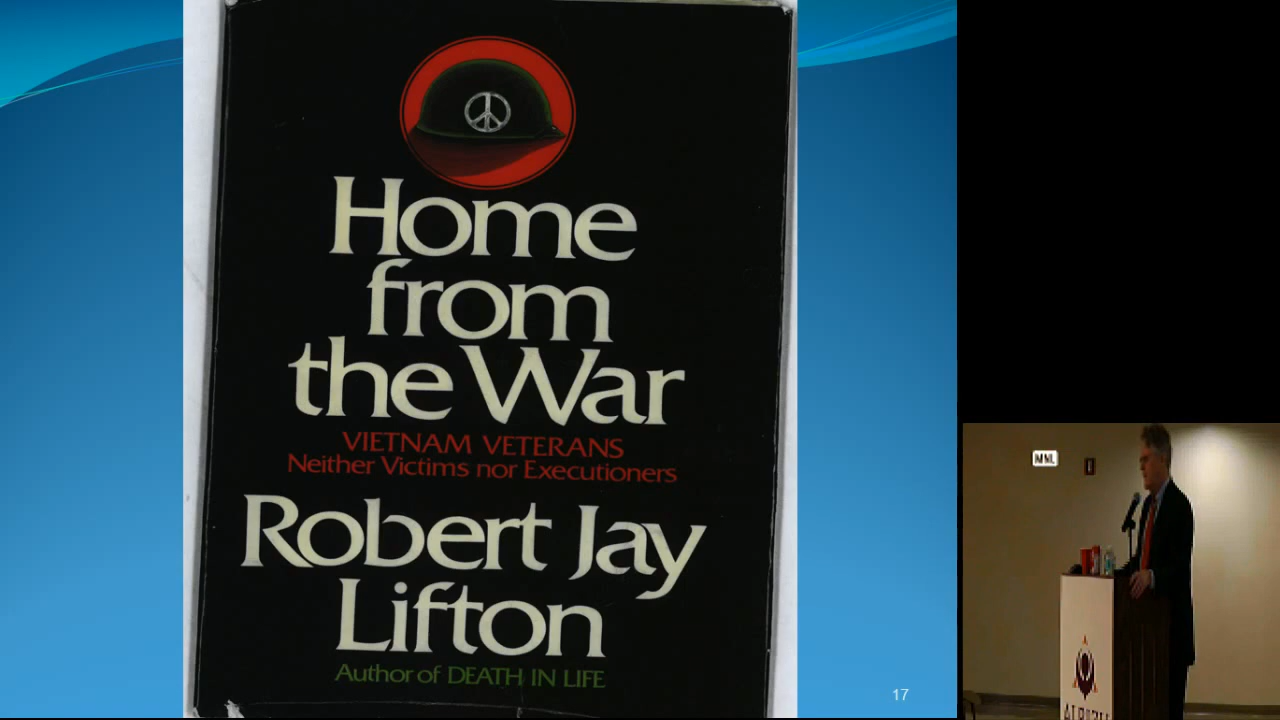 Home
from
the War
VIETNAM VETERANS
Neither Victims nor Executioners
Robert Jay
Lifton
Author of DEATH IN LIFE
17